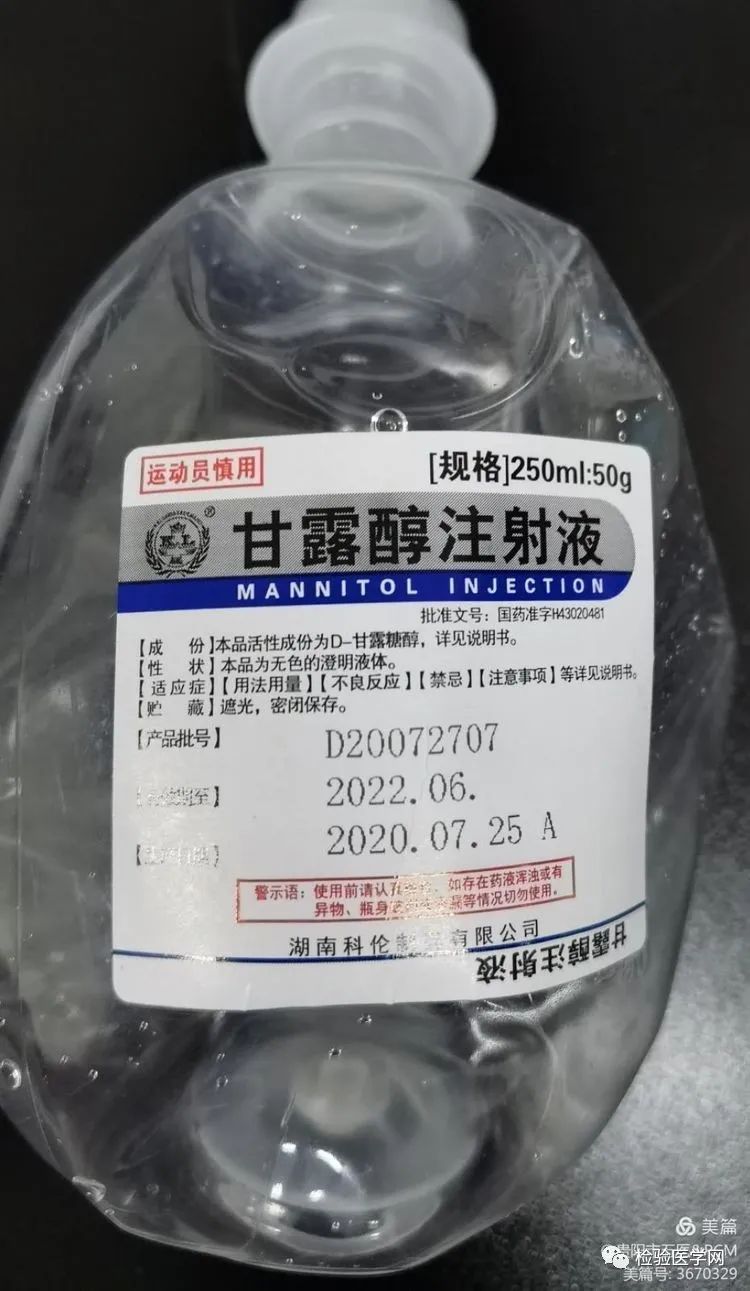 运动员慎用
[规格]250ml:50g
甘露醇注射液
®
MANNITOL INJECTION
批准文号：国药准字H43020481
【成 份】本品活性成份为D-甘露糖醇，详见说明书。
【性 状】本品为无色的澄明液体。
【适应症】【用法用量】【不良反应】【禁忌】【注意事项】等详见说明书。
【贮 藏】遮光，密闭保存。
【产品批号】 D20072707
至】 2022.06.
2020.07.25 A
警示语：使用前请认 如存在药液浑浊或有
异物、瓶身 漏等情况切勿使用。
湖南科伦制 有限公司
甘露醇注射液
美篇
贵阳市 医
检验医学网
美篇号: 3670329